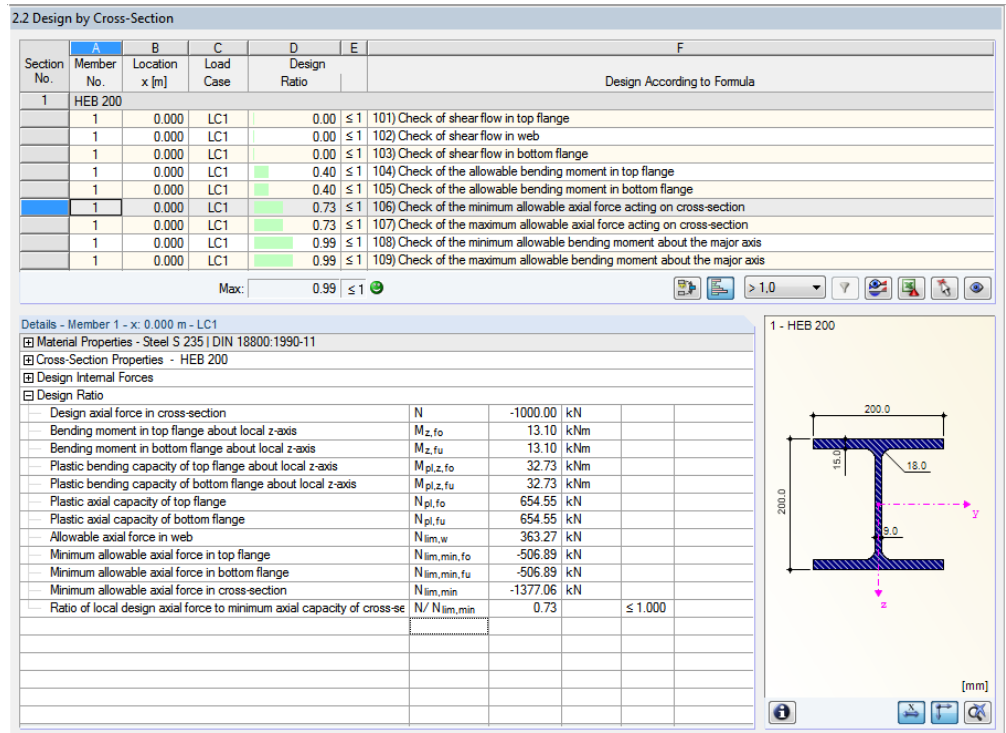 2.2 Design by Cross-Section
A B C D E F
Section Member Location Load Design
No. No. x [m] Case Ratio Design According to Formula
1 HEB 200
1 0.000 LC1 0.00 ≤ 1 101) Check of shear flow in top flange
1 0.000 LC1 0.00 ≤ 1 102) Check of shear flow in web
1 0.000 LC1 0.00 ≤ 1 103) Check of shear flow in bottom flange
1 0.000 LC1 0.40 ≤ 1 104) Check of the allowable bending moment in top flange
1 0.000 LC1 0.40 ≤ 1 105) Check of the allowable bending moment in bottom flange
1 0.000 LC1 0.73 ≤ 1 106) Check of the minimum allowable axial force acting on cross-section
1 0.000 LC1 0.73 ≤ 1 107) Check of the maximum allowable axial force acting on cross-section
1 0.000 LC1 0.99 ≤ 1 108) Check of the minimum allowable bending moment about the major axis
1 0.000 LC1 0.99 ≤ 1 109) Check of the maximum allowable bending moment about the major axis
Max: 0.99 ≤ 1 > 1,0
Details - Member 1 - x: 0.000 m - LC1
Material Properties - Steel S 235 | DIN 18800:1990-11
Cross-Section Properties - HEB 200
Design Internal Forces
Design Ratio
Design axial force in cross-section N -1000.00 kN
Bending moment in top flange about local z-axis Mz,fo 13.10 kNm
Bending moment in bottom flange about local z-axis Mz,fu 13.10 kNm
Plastic bending capacity of top flange about local z-axis Mpl,z,fo 32.73 kNm
Plastic bending capacity of bottom flange about local z-axis Mpl,z,fu 32.73 kNm
Plastic axial capacity of top flange Npl,fo 654.55 kN
Plastic axial capacity of bottom flange Npl,fu 654.55 kN
Allowable axial force in web Nlim,w 363.27 kN
Minimum allowable axial force in top flange Nlim,min,fo -506.89 kN
Minimum allowable axial force in bottom flange Nlim,min,fu -506.89 kN
Minimum allowable axial force in cross-section Nlim,min -1377.06 kN
Ratio of local design axial force to minimum axial capacity of cross-se N/ Nlim,min 0.73 ≤ 1.000
1 - HEB 200
200.0
15.0
18.0
200.0
y
9.0
z
[mm]